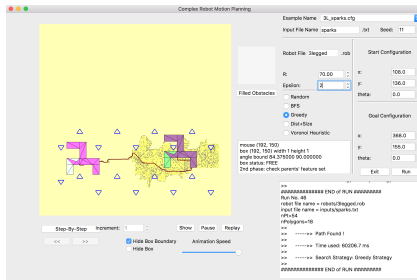 Complex Robot Motion Planning
Example Name 3L_sparks.cfg
Input File Name sparks .txt Seed: 11
Robot File 3legged .rob
Start Configuration
R: 70.00
x: 108.0
Epsilon: 2
y: 136.0
theta: 0.0
Filled Obstacles
Random
BFS
Greedy
Dist+Size
Voronoi Heuristic
Goal Configuration
x: 368.0
y: 155.0
theta: 0.0
Exit Run
mouse (192, 150)
box (192, 150) width 1 height 1
angle bound 84.375000 90.000000
box status: FREE
2nd phase: check parents' feature set
>>
############### END of RUN ##########
Run No. 46
robot file name = inputs/3legged.rob
input file name = inputs/sparks.txt
nPt=54
nPolygons=18
>>
>> ----->> Path Found !
>>
>> ----->> Time used: 60206.7 ms
>>
>> ----->> Search Strategy: Greedy Strategy
>>
############### END of RUN ##########
Step-By-Step Increment: 1 Show Pause Replay
<< >> Hide Box Boundary Animation Speed
Hide Box